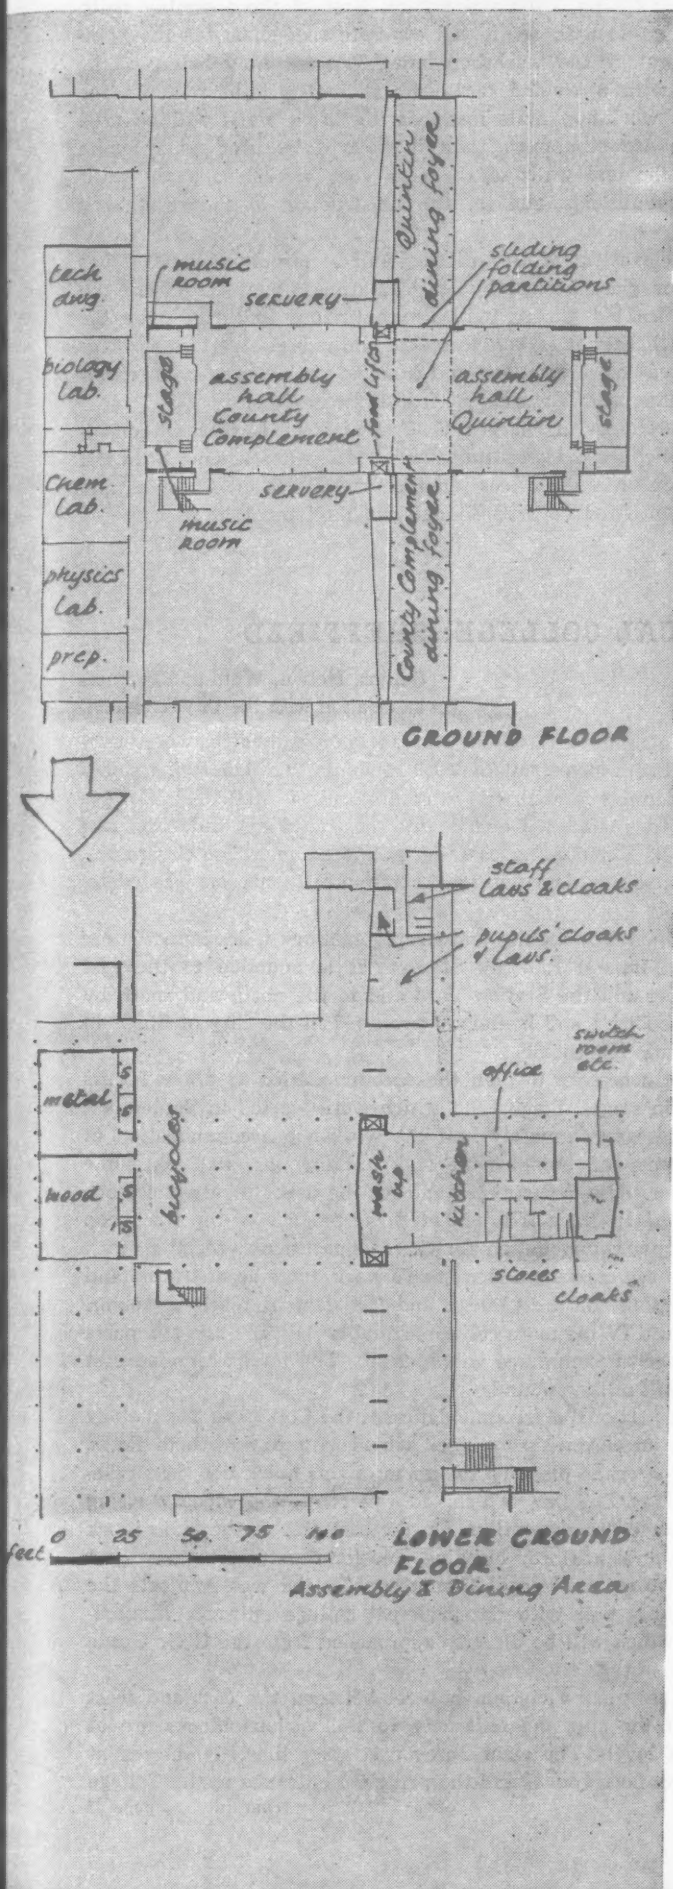 Quintin
dining foyer
tech
dwg
music
room
servery
sliding
folding
partitions
biology
lab.
stage
assembly
hall
County
Complement
food lifts
assembly
hall
Quintin
stage
Chem
Lab.
music
room
servery
County Complement
dining foyer
physics
Lab.
prep.
GROUND FLOOR
staff
Lavs & cloaks
pupils' cloaks
& Lavs.
switch
room
etc.
office
metal
wood
S
S
S
S
bicycles
wash
up
kitchen
stores
cloaks
feet 0 25 50 75 100
LOWER GROUND
FLOOR.
Assembly & Dining Area